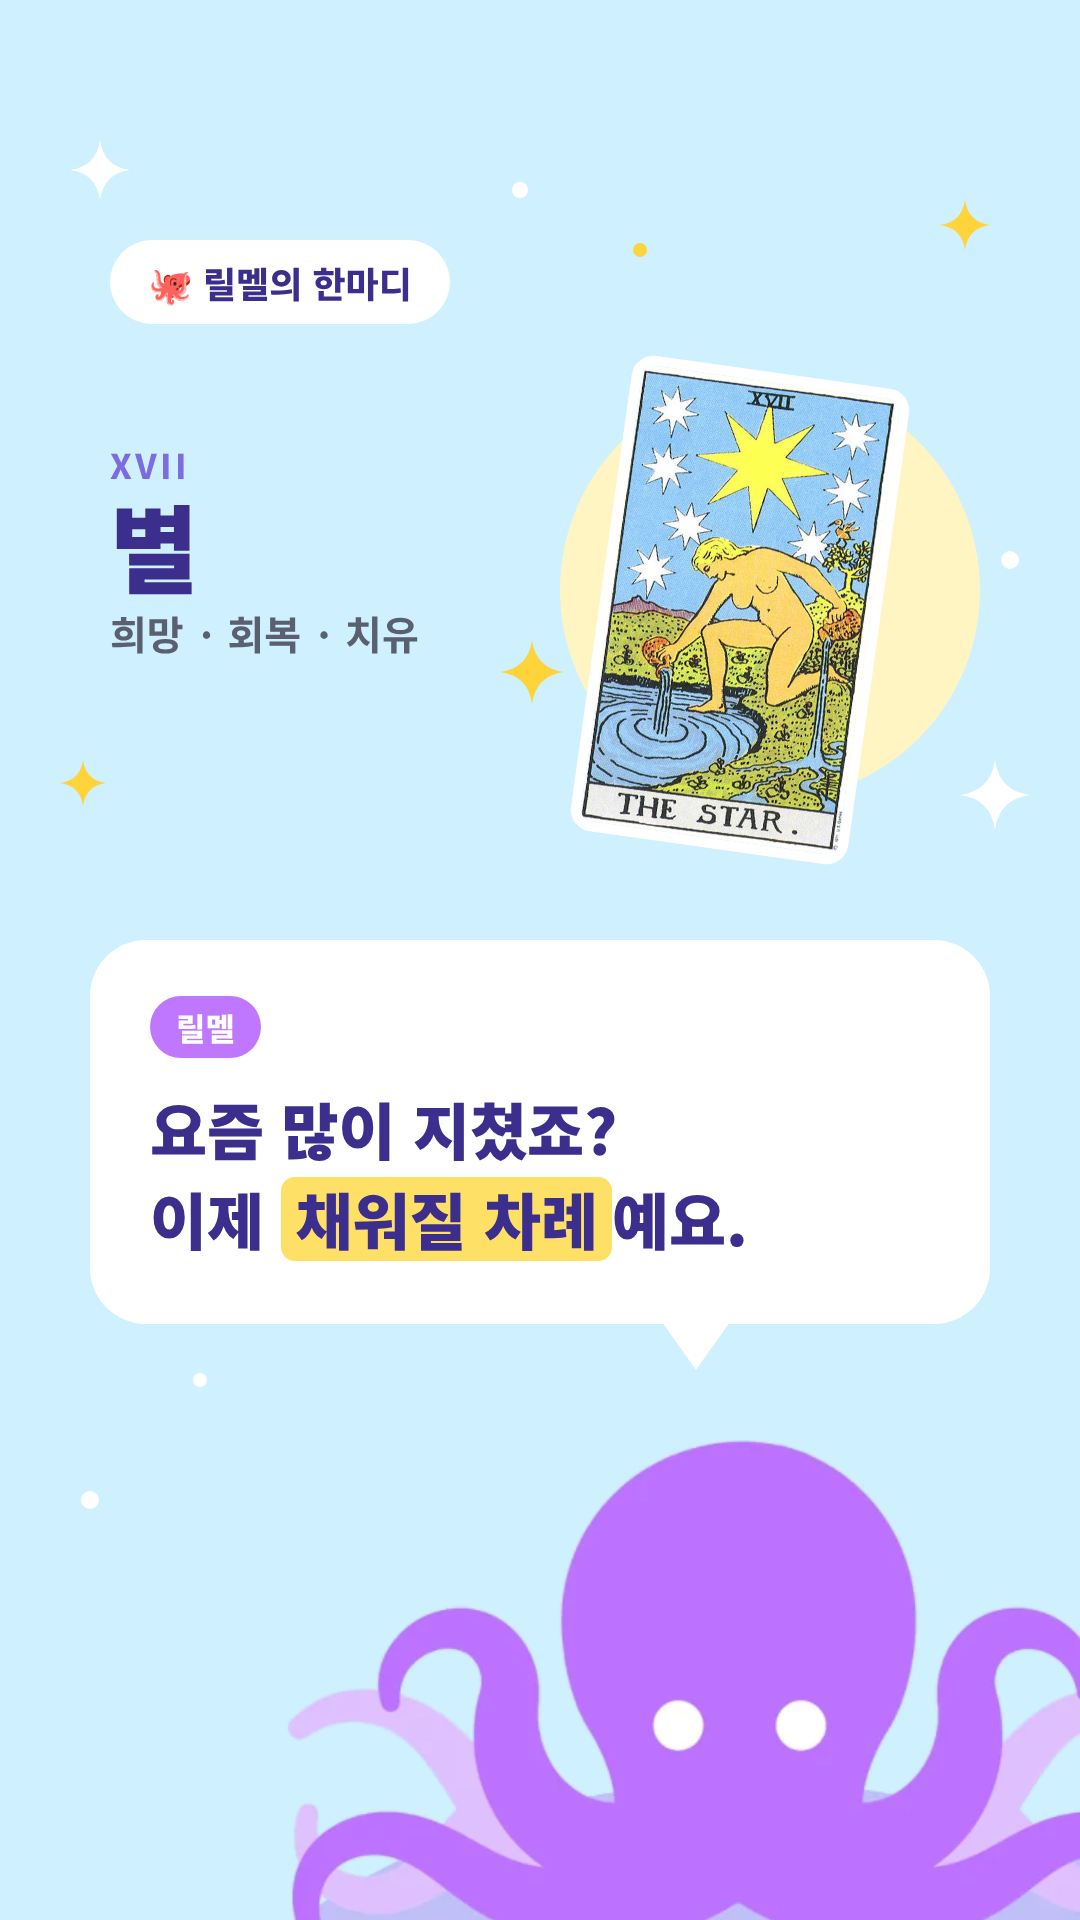 🐙 릴멜의 한마디
XVII
별
희망 · 회복 · 치유
XVII
THE STAR.
릴멜
요즘 많이 지쳤죠?
이제 채워질 차례예요.